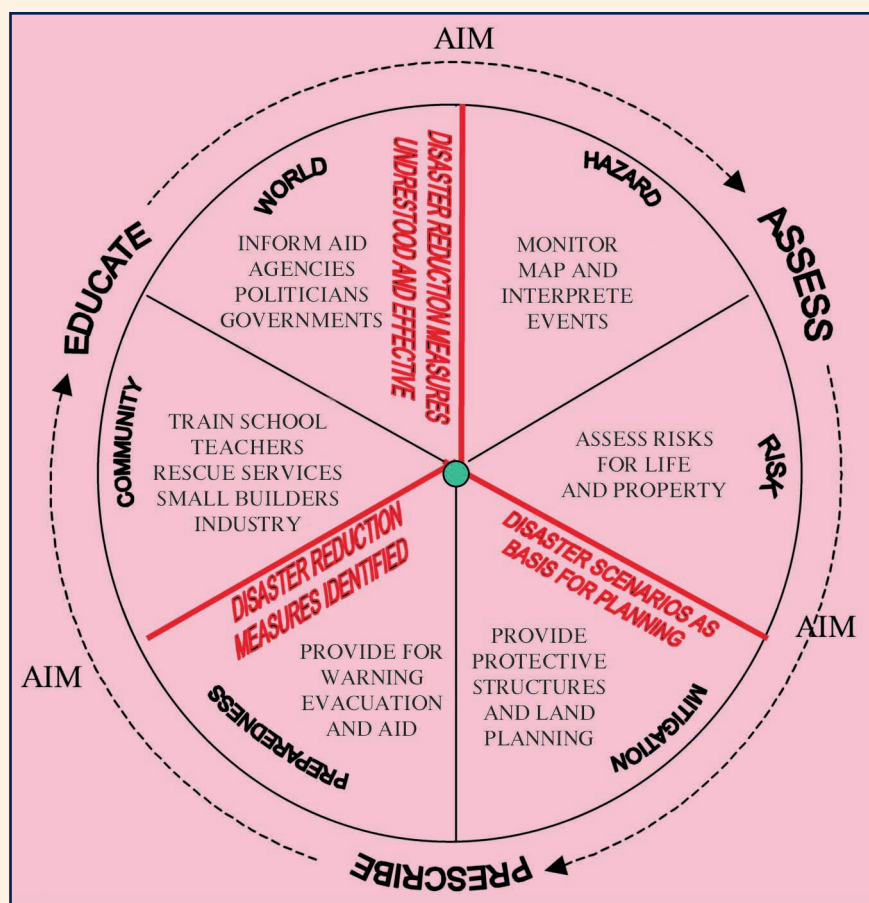 AIM
EDUCATE
ASSESS
WORLD
INFORM AID
AGENCIES
POLITICIANS
GOVERNMENTS
DISASTER REDUCTION MEASURES
UNDRESTOOD AND EFFECTIVE
HAZARD
MONITOR
MAP AND
INTERPRETE
EVENTS
COMMUNITY
TRAIN SCHOOL
TEACHERS
RESCUE SERVICES
SMALL BUILDERS
INDUSTRY
ASSESS RISKS
FOR LIFE
AND PROPERTY
RISK
DISASTER REDUCTION
MEASURES IDENTIFIED
DISASTER SCENARIOS AS
BASIS FOR PLANNING
AIM
AIM
PROVIDE FOR
WARNING
EVACUATION
AND AID
PREPAREDNESS
PROVIDE
PROTECTIVE
STRUCTURES
AND LAND
PLANNING
MITIGATION
PRESCRIBE